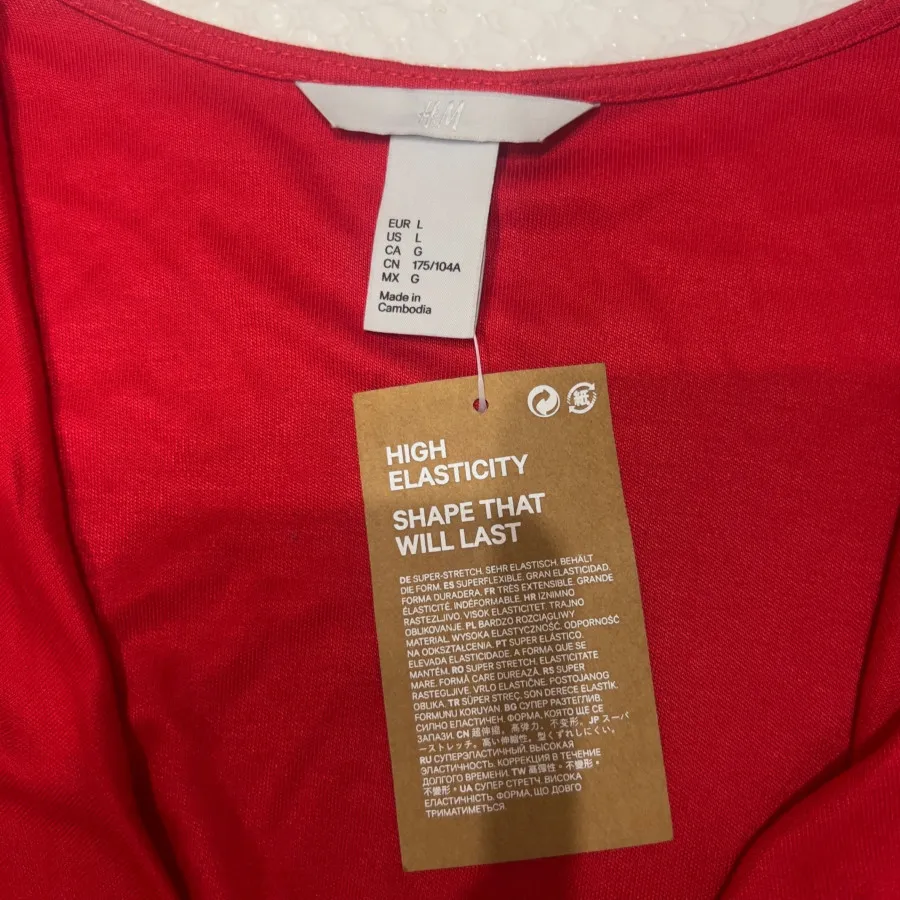 H&M
EUR L
US L
CA G
CN 175/104A
MX G
Made in
Cambodia
紙
HIGH
ELASTICITY
SHAPE THAT
WILL LAST
DE SUPER-STRETCH. SEHR ELASTISCH. BEHÄLT
DIE FORM. ES SUPERFLEXIBLE. GRAN ELASTICIDAD.
FORMA DURADERA. FR TRÈS EXTENSIBLE. GRANDE
ÉLASTICITÉ. INDÉFORMABLE. HR IZNIMNO
RASTEZLJIVO. VISOK ELASTICITET. TRAJNO
OBLIKOVANJE. PL BARDZO ROZCIĄGLIWY
MATERIAŁ. WYSOKA ELASTYCZNOŚĆ. ODPORNOŚĆ
NA ODKSZTAŁCENIA. PT SUPER ELÁSTICO.
ELEVADA ELASTICIDADE. A FORMA QUE SE
MANTÉM. RO SUPER STRETCH. ELASTICITATE
MARE. FORMĂ CARE DUREAZĂ. RS SUPER
RASTEGLJIVE. VRLO ELASTIČNE. POSTOJANOG
OBLIKA. TR SÜPER STREÇ. SON DERECE ELASTİK.
FORMUNU KORUYAN. BG СУПЕР РАЗТЕГЛИВ.
СИЛНО ЕЛАСТИЧЕН. ФОРМА, КОЯТО ЩЕ СЕ
ЗАПАЗИ. CN 超伸缩。高弹力。不变形。JP スーパ
ーストレッチ。高い伸縮性。型くずれしにくい。
RU СУПЕРЭЛАСТИЧНЫЙ. ВЫСОКАЯ
ЭЛАСТИЧНОСТЬ. КОРРЕКЦИЯ В ТЕЧЕНИЕ
ДОЛГОГО ВРЕМЕНИ. TW 高彈性。不變形。
不變形。UA СУПЕР СТРЕТЧ. ВИСОКА
ЕЛАСТИЧНІСТЬ. ФОРМА, ЩО ДОВГО
ТРИМАТИМЕТЬСЯ.